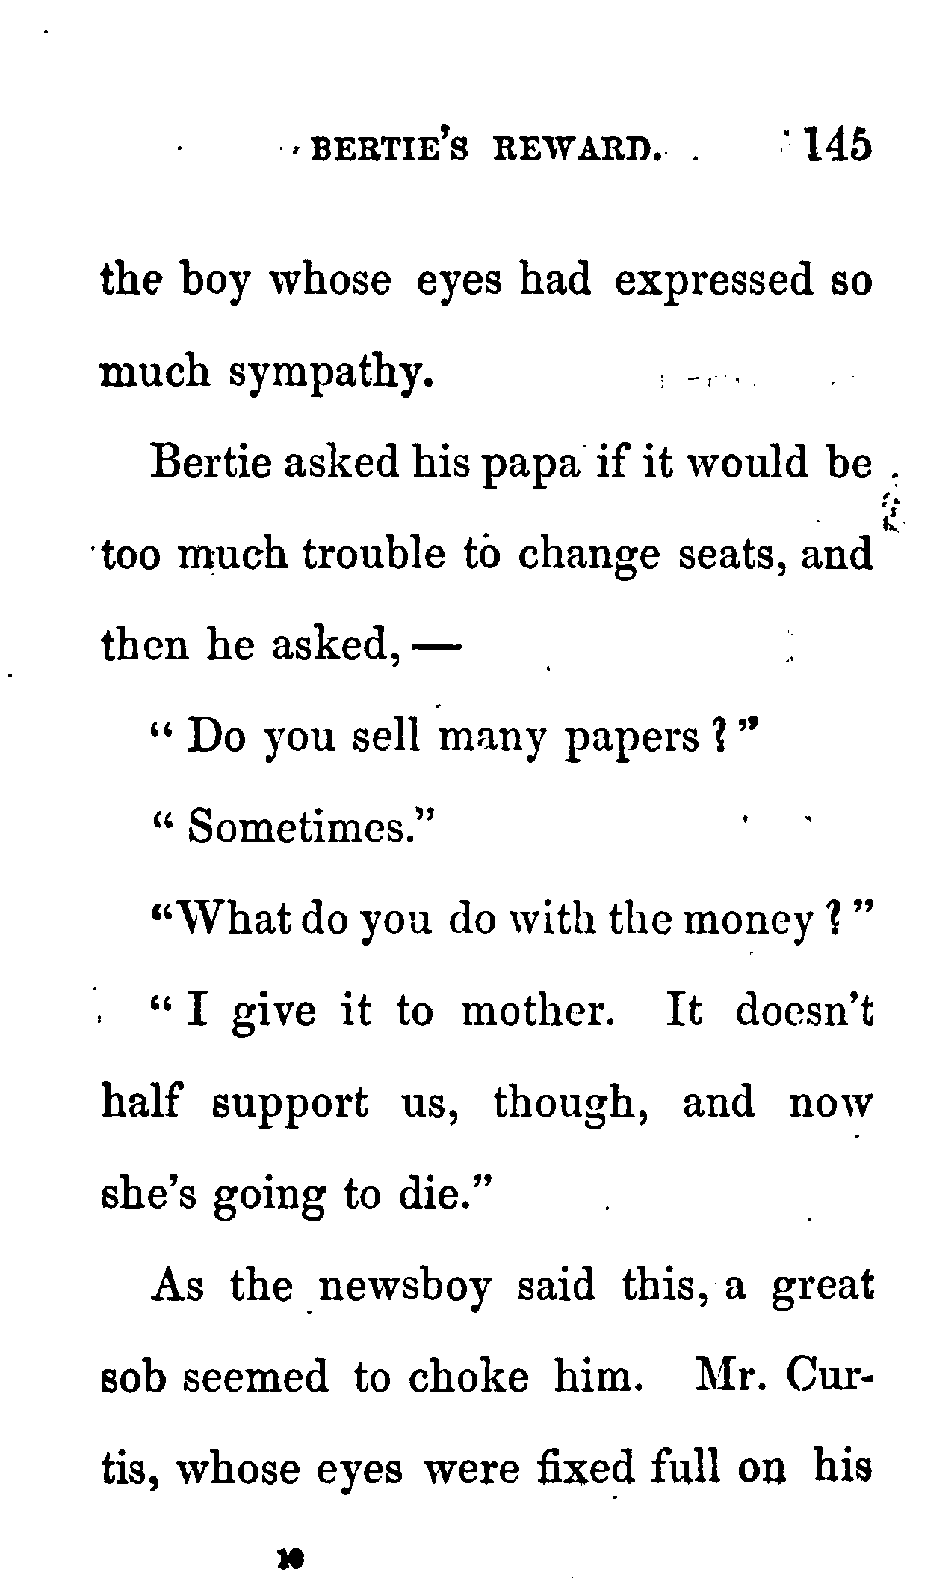 BERTIE'S REWARD. 145
the boy whose eyes had expressed so
much sympathy.
Bertie asked his papa if it would be
too much trouble to change seats, and
then he asked, —
" Do you sell many papers ? "
" Sometimes."
"What do you do with the money ? "
" I give it to mother. It doesn't
half support us, though, and now
she's going to die."
As the newsboy said this, a great
sob seemed to choke him. Mr. Cur-
tis, whose eyes were fixed full on his
10